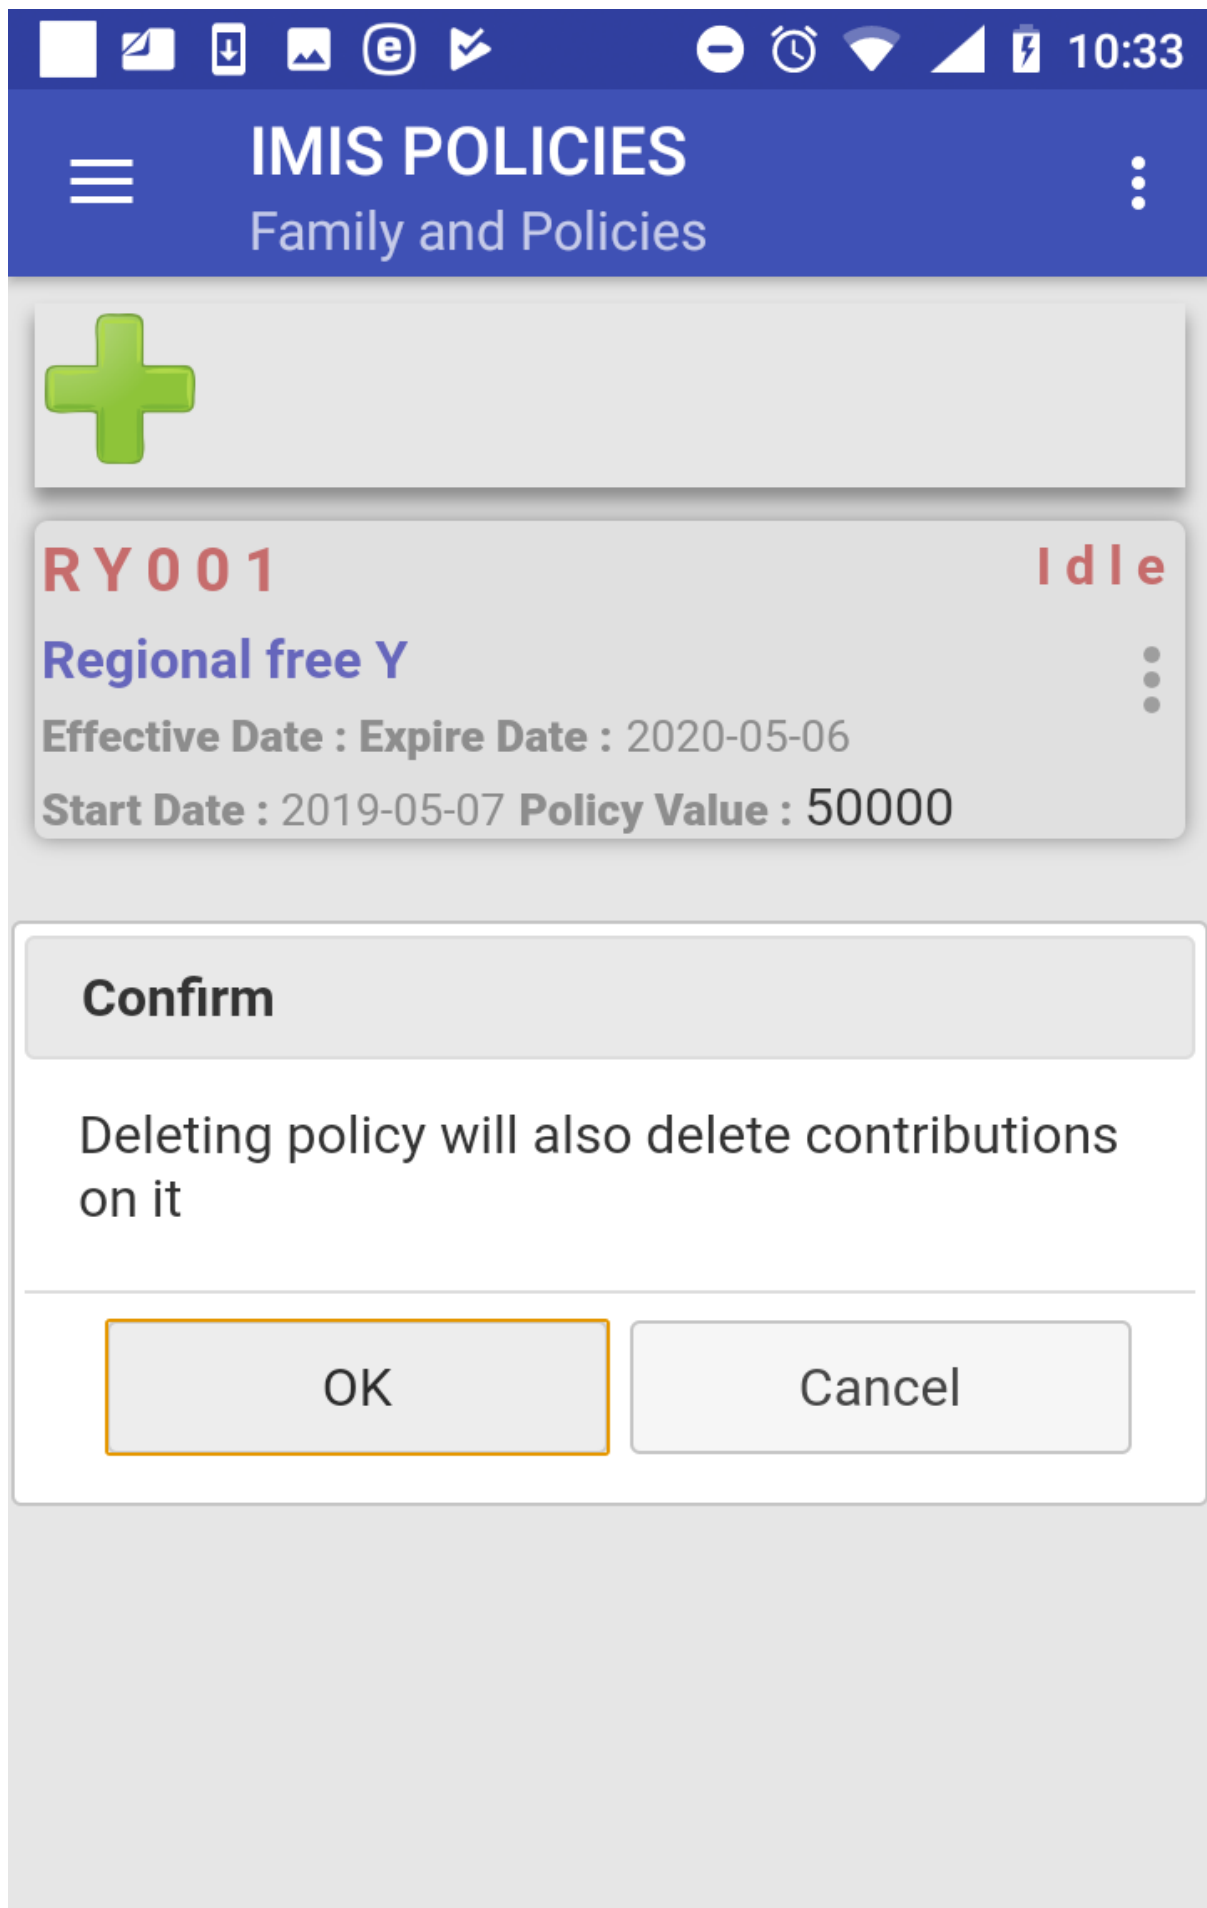 10:33
IMIS POLICIES
Family and Policies
RY001 Idle
Regional free Y
Effective Date : Expire Date : 2020-05-06
Start Date : 2019-05-07 Policy Value : 50000
Confirm
Deleting policy will also delete contributions
on it
OK Cancel